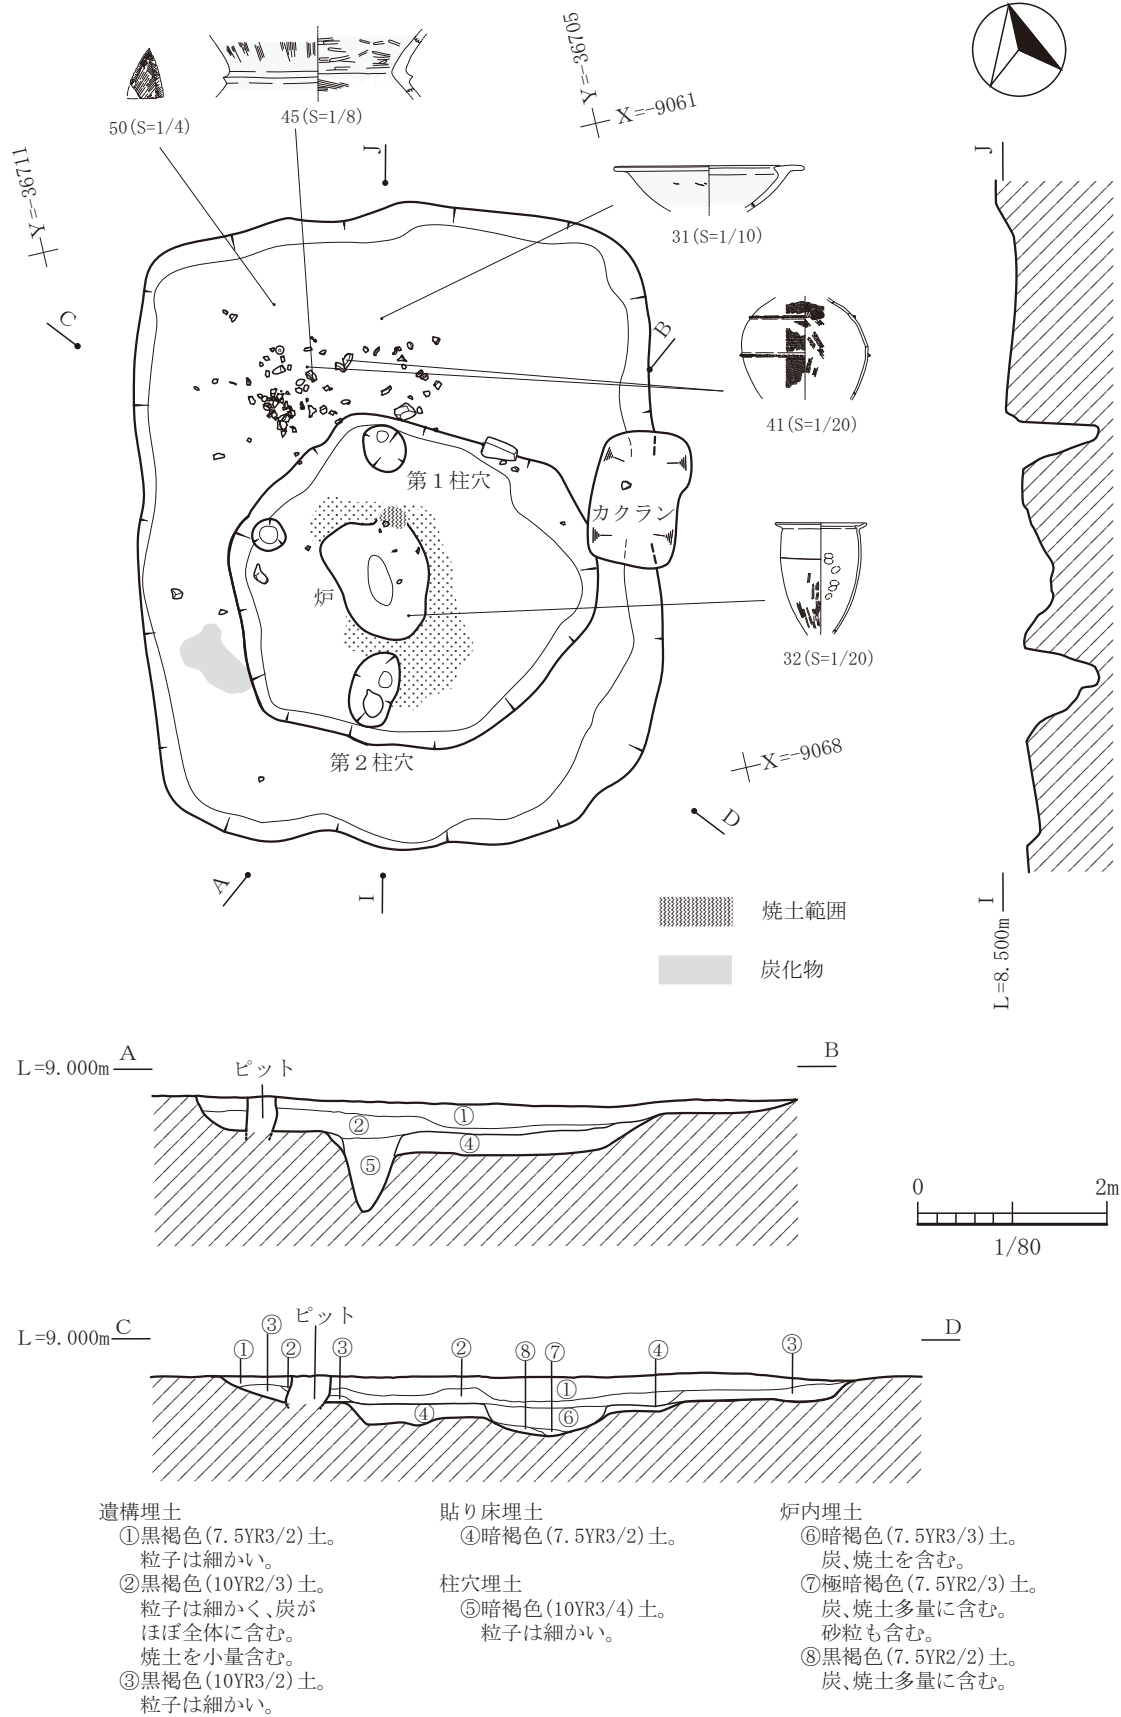 50(S=1/4)
45(S=1/8)
Y=-36705
X=-9061
J
J
Y=-36711
31(S=1/10)
C
B
41(S=1/20)
第１柱穴
カクラン
炉
32(S=1/20)
第２柱穴
X=-9068
D
A
I
I
L=8.500m
焼土範囲
炭化物
L=9.000m
A
ピット
B
①
②
④
⑤
0
2m
1/80
L=9.000m
C
ピット
D
①
③
②
③
②
⑧
⑦
④
③
①
④
⑥
遺構埋土
①黒褐色(7.5YR3/2)土。
粒子は細かい。
②黒褐色(10YR2/3)土。
粒子は細かく、炭が
ほぼ全体に含む。
焼土を小量含む。
③黒褐色(10YR3/2)土。
粒子は細かい。
貼り床埋土
④暗褐色(7.5YR3/2)土。
柱穴埋土
⑤暗褐色(10YR3/4)土。
粒子は細かい。
炉内埋土
⑥暗褐色(7.5YR3/3)土。
炭、焼土を含む。
⑦極暗褐色(7.5YR2/3)土。
炭、焼土多量に含む。
砂粒も含む。
⑧黒褐色(7.5YR2/2)土。
炭、焼土多量に含む。